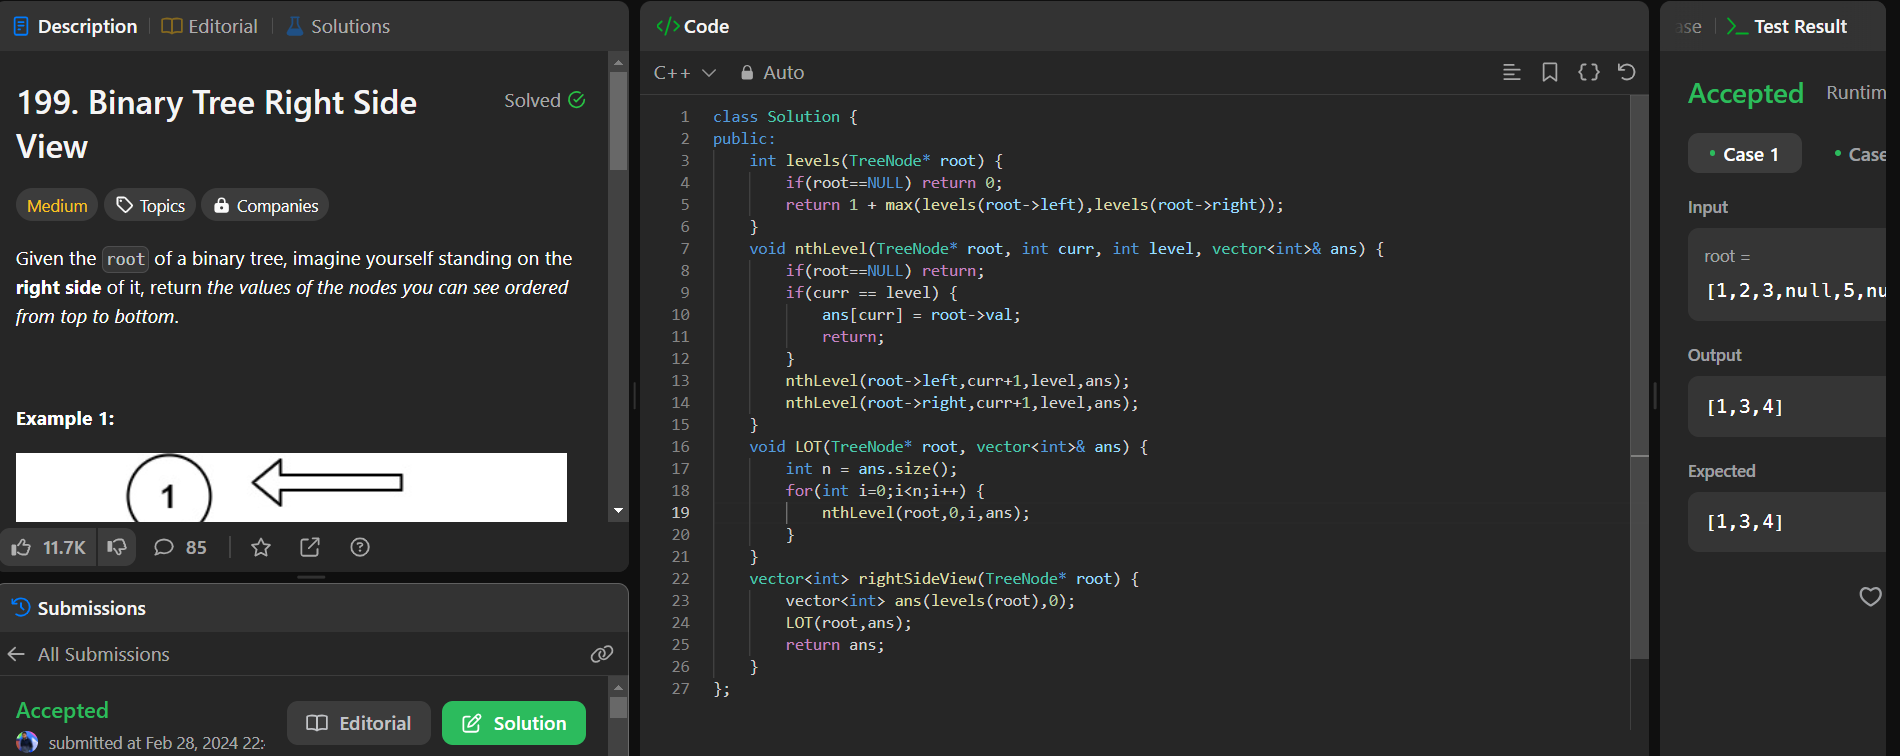 Description
Editorial
Solutions
199. Binary Tree Right Side
View
Solved
Medium
Topics
Companies
Given the root of a binary tree, imagine yourself standing on the
right side of it, return the values of the nodes you can see ordered
from top to bottom.
Example 1:
1
11.7K
85
Submissions
All Submissions
Accepted
submitted at Feb 28, 2024 22:
Editorial
Solution
</> Code
C++
Auto
1 class Solution {
2 public:
3 int levels(TreeNode* root) {
4 if(root==NULL) return 0;
5 return 1 + max(levels(root->left),levels(root->right));
6 }
7 void nthLevel(TreeNode* root, int curr, int level, vector<int>& ans) {
8 if(root==NULL) return;
9 if(curr == level) {
10 ans[curr] = root->val;
11 return;
12 }
13 nthLevel(root->left,curr+1,level,ans);
14 nthLevel(root->right,curr+1,level,ans);
15 }
16 void LOT(TreeNode* root, vector<int>& ans) {
17 int n = ans.size();
18 for(int i=0;i<n;i++) {
19 nthLevel(root,0,i,ans);
20 }
21 }
22 vector<int> rightSideView(TreeNode* root) {
23 vector<int> ans(levels(root),0);
24 LOT(root,ans);
25 return ans;
26 }
27 };
ase
Test Result
Accepted
Runtim
Case 1
Case
Input
root =
[1,2,3,null,5,nu
Output
[1,3,4]
Expected
[1,3,4]